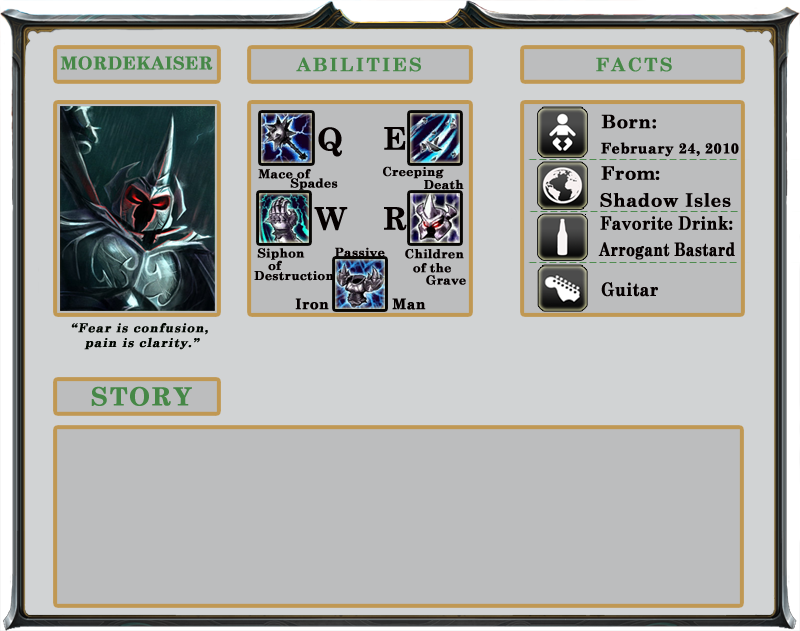 MORDEKAISER
ABILITIES
FACTS
Q
Mace of
Spades
E
Creeping
Death
W
Siphon
of
Destruction
R
Children
of the
Grave
Passive
Iron Man
Born:
February 24, 2010
From:
Shadow Isles
Favorite Drink:
Arrogant Bastard
Guitar
“Fear is confusion,
pain is clarity.”
STORY